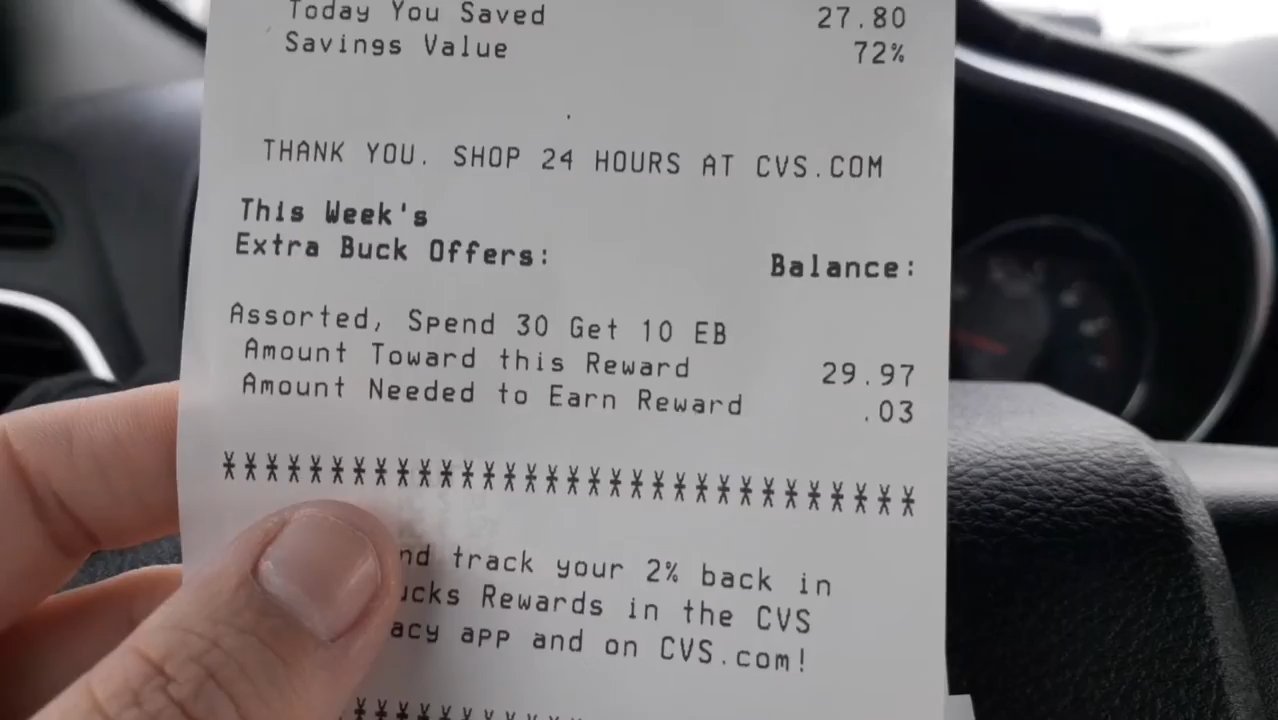 Today You Saved 27.80
Savings Value 72%
THANK YOU. SHOP 24 HOURS AT CVS.COM
This Week's
Extra Buck Offers: Balance:
Assorted, Spend 30 Get 10 EB
Amount Toward this Reward 29.97
Amount Needed to Earn Reward .03
*********************************
nd track your 2% back in
ucks Rewards in the CVS
acy app and on CVS.com!